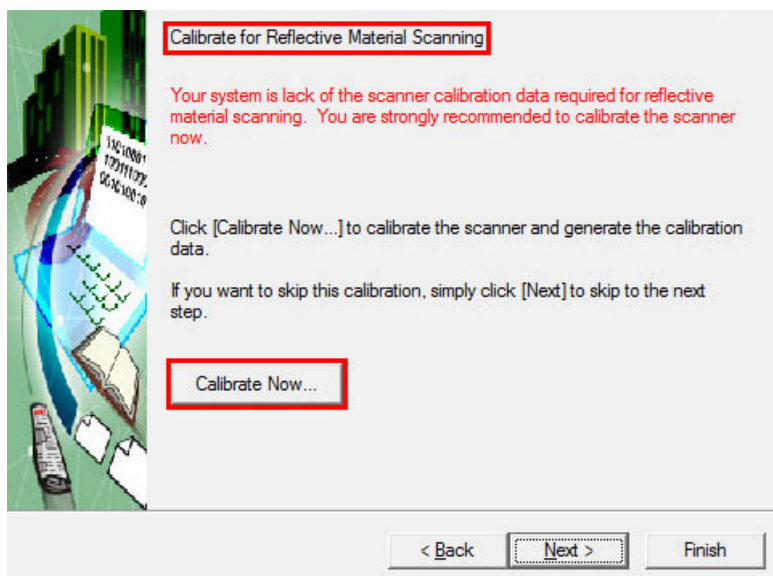 Calibrate for Reflective Material Scanning
Your system is lack of the scanner calibration data required for reflective
material scanning.  You are strongly recommended to calibrate the scanner
now.
Click [Calibrate Now...] to calibrate the scanner and generate the calibration
data.
If you want to skip this calibration, simply click [Next] to skip to the next
step.
Calibrate Now...
< Back
Next >
Finish